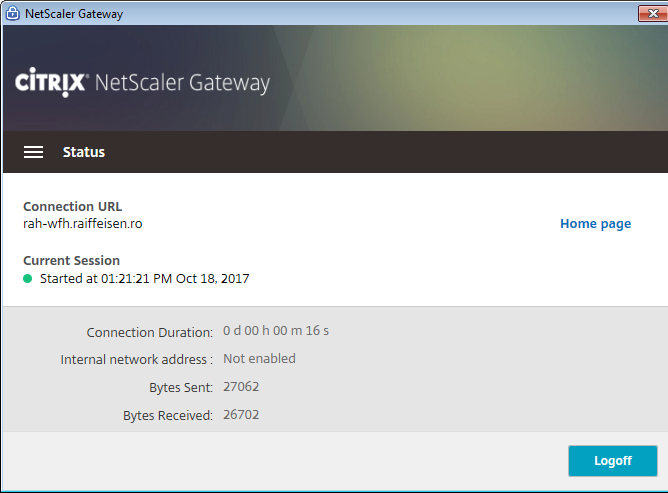 NetScaler Gateway
CİTRIX NetScaler Gateway
Status
Connection URL
rah-wfh.raiffeisen.ro
Home page
Current Session
Started at 01:21:21 PM Oct 18, 2017
Connection Duration: 0 d 00 h 00 m 16 s
Internal network address : Not enabled
Bytes Sent: 27062
Bytes Received: 26702
Logoff